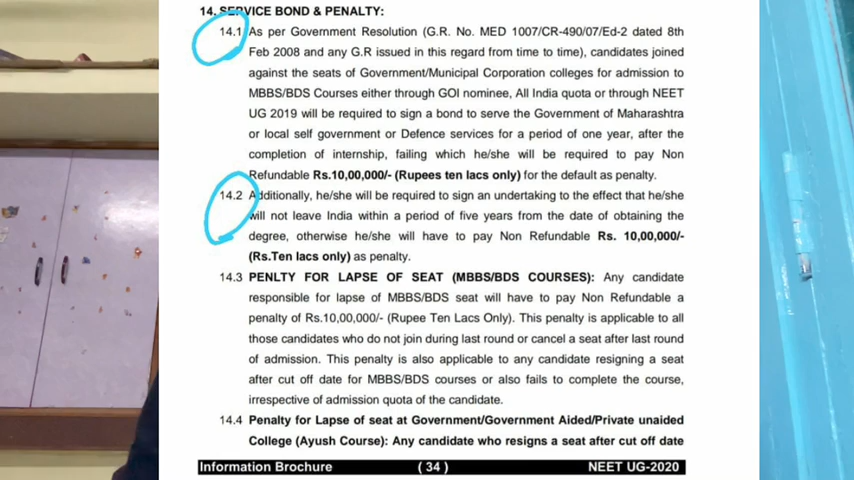 14. SERVICE BOND & PENALTY:
14.1 As per Government Resolution (G.R. No. MED 1007/CR-490/07/Ed-2 dated 8th
Feb 2008 and any G.R issued in this regard from time to time), candidates joined
against the seats of Government/Municipal Corporation colleges for admission to
MBBS/BDS Courses either through GOI nominee, All India quota or through NEET
UG 2019 will be required to sign a bond to serve the Government of Maharashtra
or local self government or Defence services for a period of one year, after the
completion of internship, failing which he/she will be required to pay Non
Refundable Rs.10,00,000/- (Rupees ten lacs only) for the default as penalty.
14.2 Additionally, he/she will be required to sign an undertaking to the effect that he/she
will not leave India within a period of five years from the date of obtaining the
degree, otherwise he/she will have to pay Non Refundable Rs. 10,00,000/-
(Rs.Ten lacs only) as penalty.
14.3 PENLTY FOR LAPSE OF SEAT (MBBS/BDS COURSES): Any candidate
responsible for lapse of MBBS/BDS seat will have to pay Non Refundable a
penalty of Rs.10,00,000/- (Rupee Ten Lacs Only). This penalty is applicable to all
those candidates who do not join during last round or cancel a seat after last round
of admission. This penalty is also applicable to any candidate resigning a seat
after cut off date for MBBS/BDS courses or also fails to complete the course,
irrespective of admission quota of the candidate.
14.4 Penalty for Lapse of seat at Government/Government Aided/Private unaided
College (Ayush Course): Any candidate who resigns a seat after cut off date
Information Brochure ( 34 ) NEET UG-2020